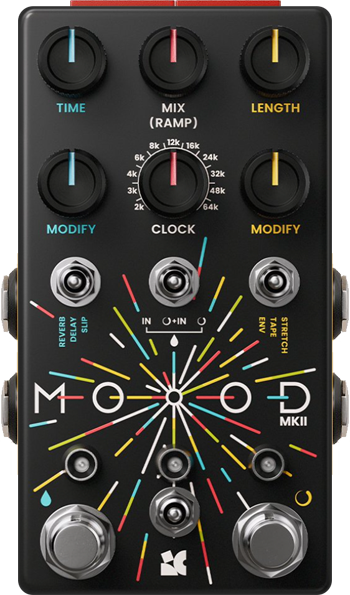 TIME
MIX
(RAMP)
LENGTH
2k 3k 4k 6k 8k 12k 16k 24k 32k 48k 64k
MODIFY
CLOCK
MODIFY
REVERB
DELAY
SLIP
IN +IN
STRETCH
TAPE
ENV
MOOD
MKII